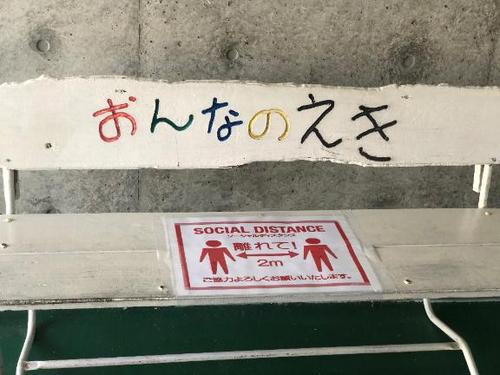 おんなのえき
SOCIAL DISTANCE
ソーシャルディスタンス
離れて!
2m
ご協力よろしくお願いいたします。